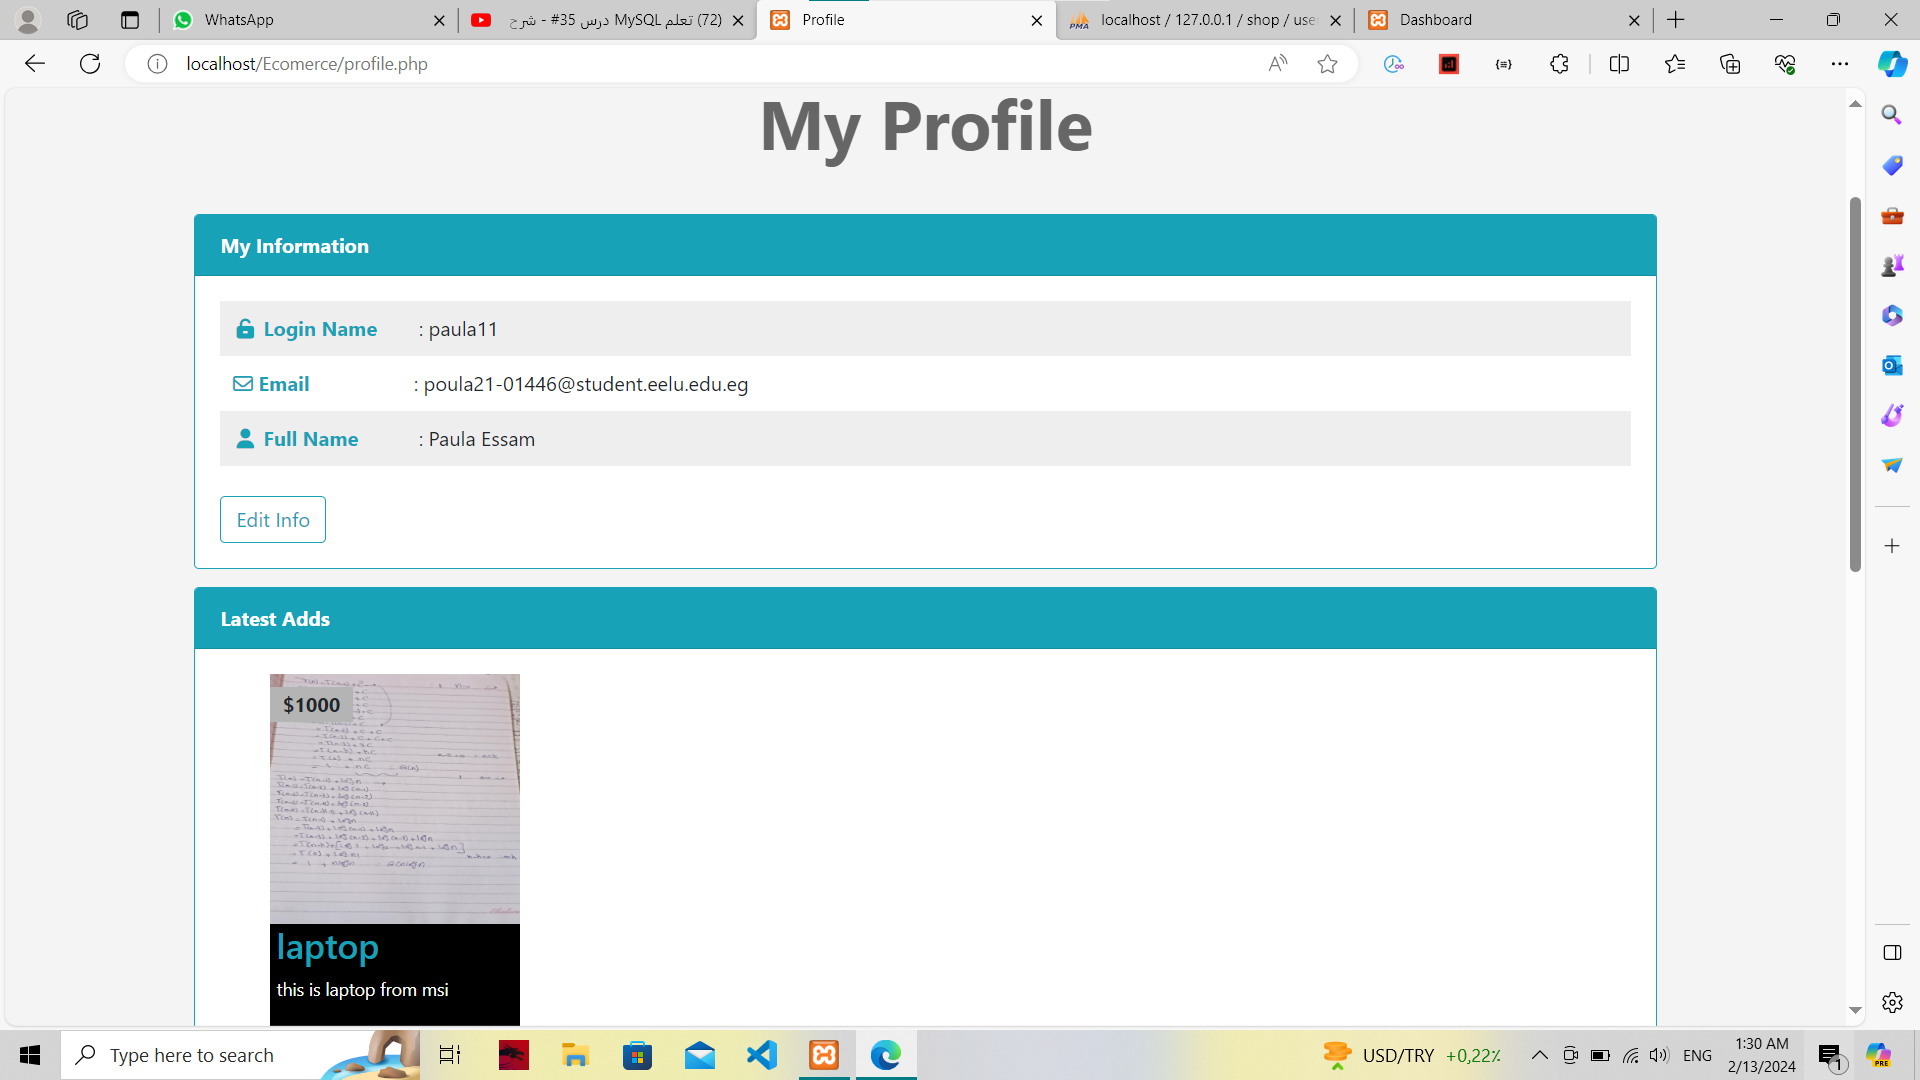 WhatsApp
(72) تعلم MySQL درس 35# - شرح
Profile
localhost / 127.0.0.1 / shop / use
Dashboard
localhost/Ecomerce/profile.php
My Profile
My Information
Login Name : paula11
Email : poula21-01446@student.eelu.edu.eg
Full Name : Paula Essam
Edit Info
Latest Adds
$1000
laptop
this is laptop from msi
Type here to search
USD/TRY +0,22%
ENG
1:30 AM
2/13/2024
1
PRE